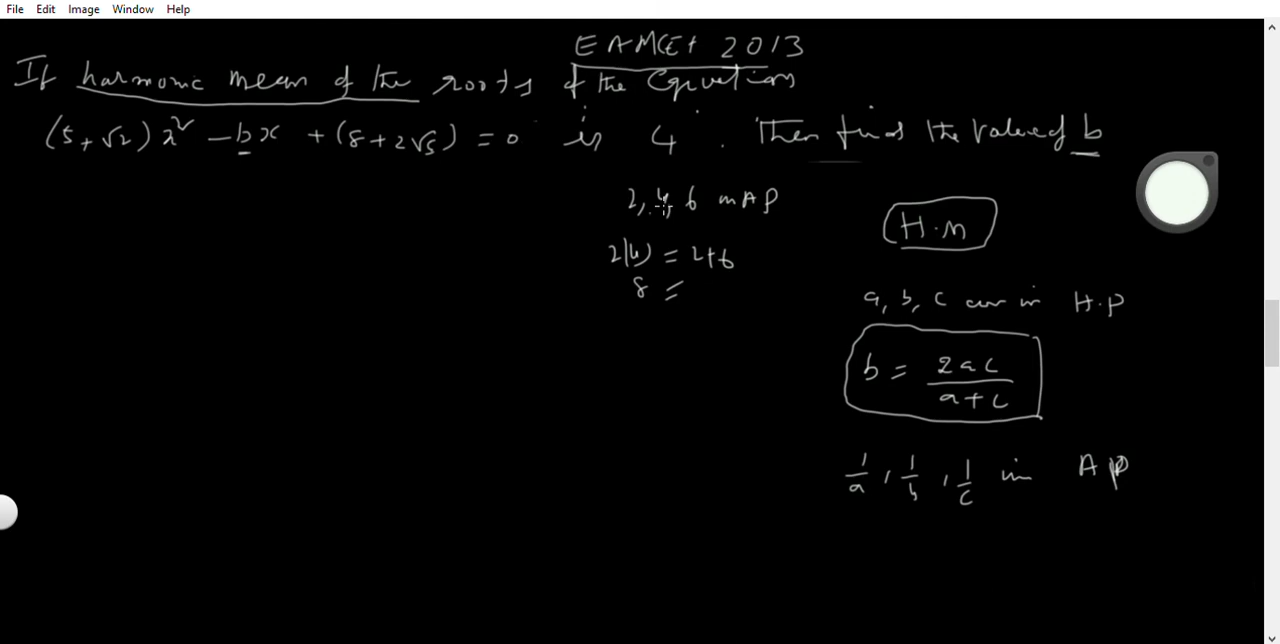 File Edit Image Window Help
EAMCET 2013
If harmonic mean of the roots of the Equation
(5+√2)x² - bx + (8+2√5) = 0 is 4. Then find the value of b
2, 4, 6 in AP
2(4) = 2+6
8 =
H.M
a, b, c are in H.P
b = 2ac / a+c
1/a, 1/b, 1/c in AP